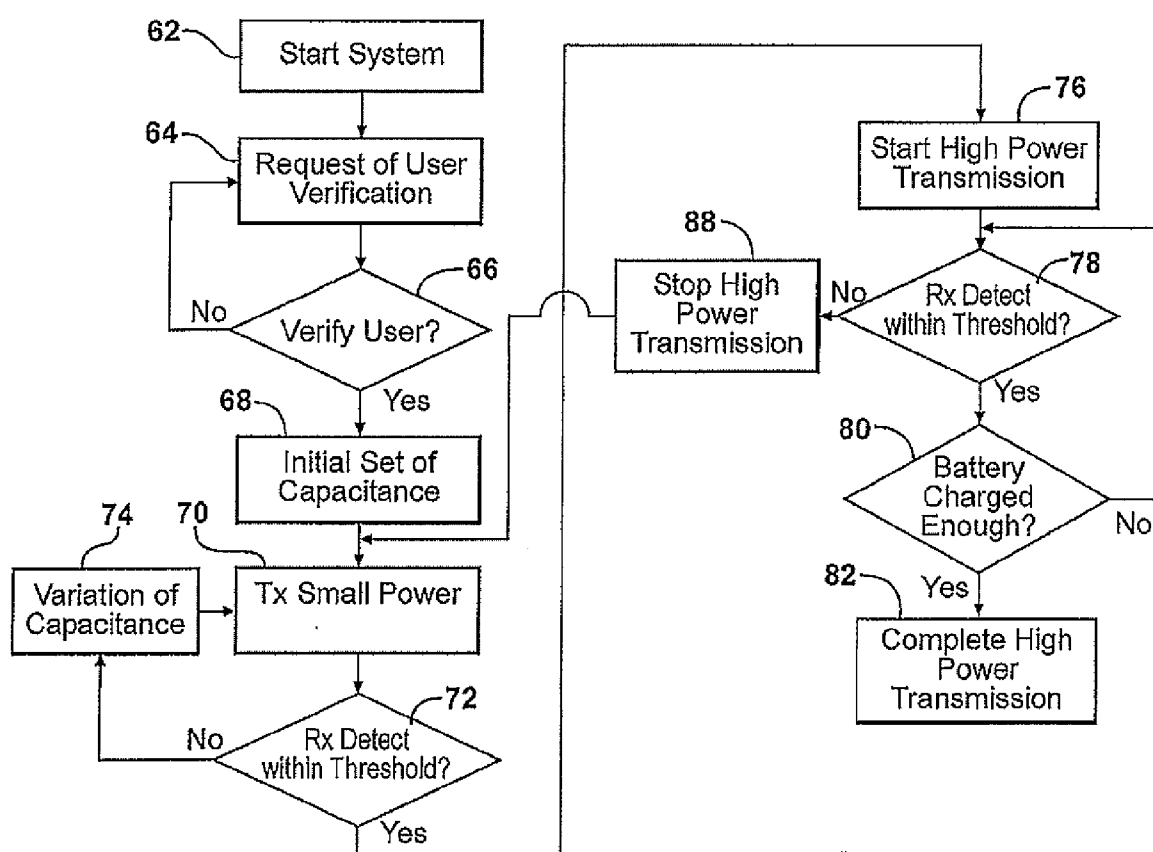 62
Start System
64
Request of User
Verification
66
No
Verify User?
Yes
68
Initial Set of
Capacitance
74
70
Variation of
Capacitance
Tx Small Power
72
No
Rx Detect
within Threshold?
Yes
76
Start High Power
Transmission
88
78
Stop High
Power
Transmission
No
Rx Detect
within Threshold?
Yes
80
Battery
Charged
Enough?
No
Yes
82
Complete High
Power
Transmission